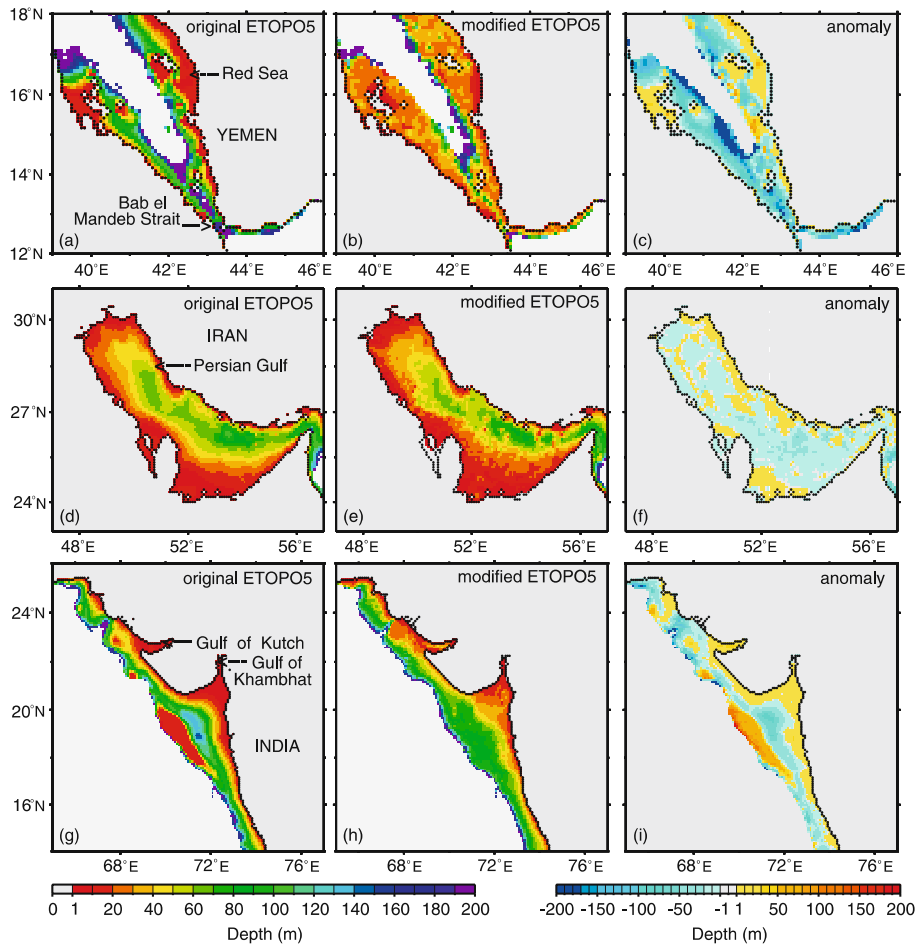 original ETOPO5
modified ETOPO5
anomaly
18°N
16°N
14°N
12°N
Red Sea
YEMEN
Bab el
Mandeb Strait
(a)
(b)
(c)
40°E 42°E 44°E 46°E
40°E 42°E 44°E 46°E
40°E 42°E 44°E 46°E
original ETOPO5
modified ETOPO5
anomaly
30°N
27°N
24°N
IRAN
Persian Gulf
(d)
(e)
(f)
48°E 52°E 56°E
48°E 52°E 56°E
48°E 52°E 56°E
original ETOPO5
modified ETOPO5
anomaly
24°N
20°N
16°N
Gulf of Kutch
Gulf of
Khambhat
INDIA
(g)
(h)
(i)
68°E 72°E 76°E
68°E 72°E 76°E
68°E 72°E 76°E
0 1 20 40 60 80 100 120 140 160 180 200
Depth (m)
-200 -150 -100 -50 -1 1 50 100 150 200
Depth (m)